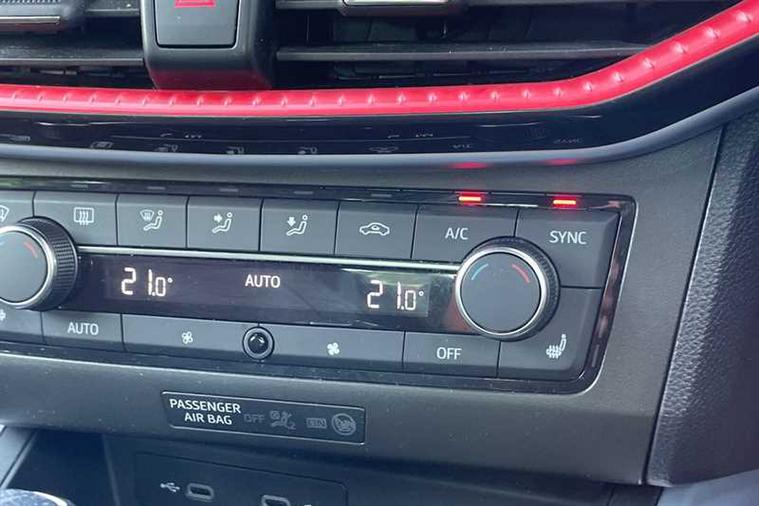 A/C
SYNC
21.0°
AUTO
21.0°
AUTO
OFF
PASSENGER
AIR BAG
OFF
ON